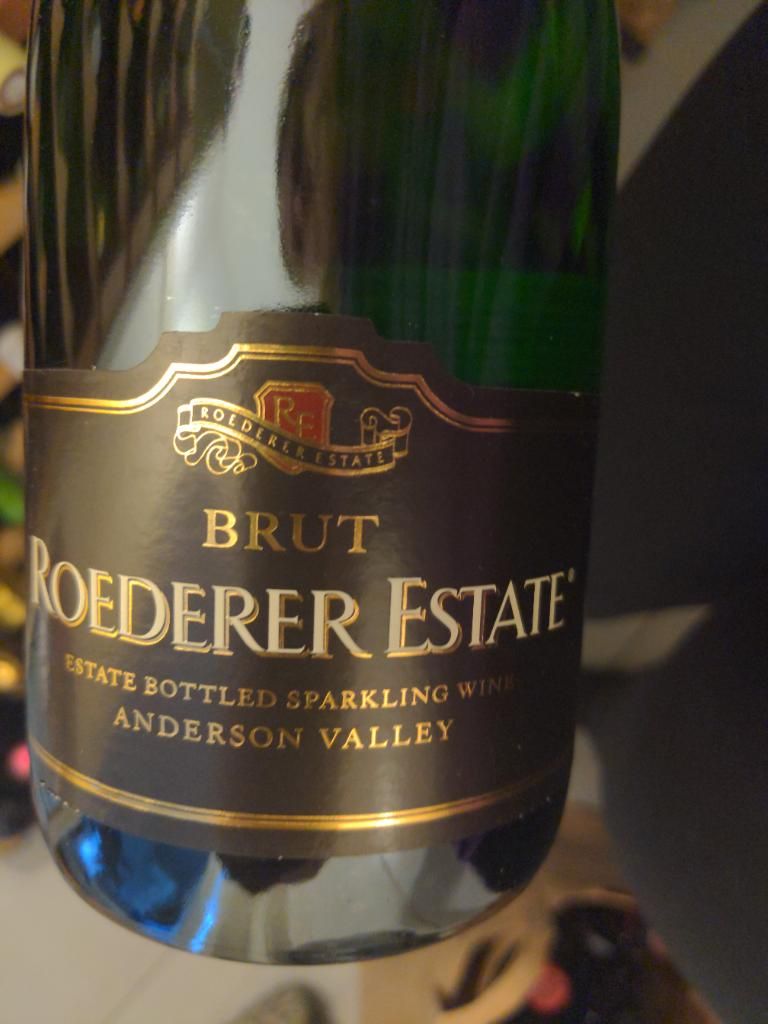 RE
ROEDERER ESTATE
BRUT
ROEDERER ESTATE®
ESTATE BOTTLED SPARKLING WINE
ANDERSON VALLEY